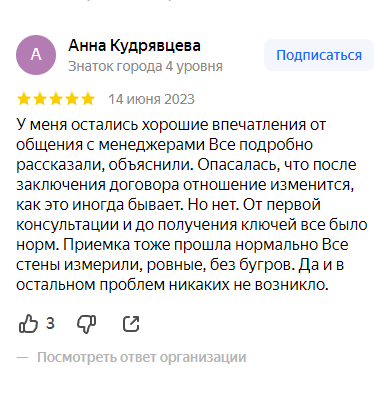 А
Анна Кудрявцева
Знаток города 4 уровня
Подписаться
14 июня 2023
У меня остались хорошие впечатления от
общения с менеджерами Все подробно
рассказали, объяснили. Опасалась, что после
заключения договора отношение изменится,
как это иногда бывает. Но нет. От первой
консультации и до получения ключей все было
норм. Приемка тоже прошла нормально Все
стены измерили, ровные, без бугров. Да и в
остальном проблем никаких не возникло.
3
— Посмотреть ответ организации